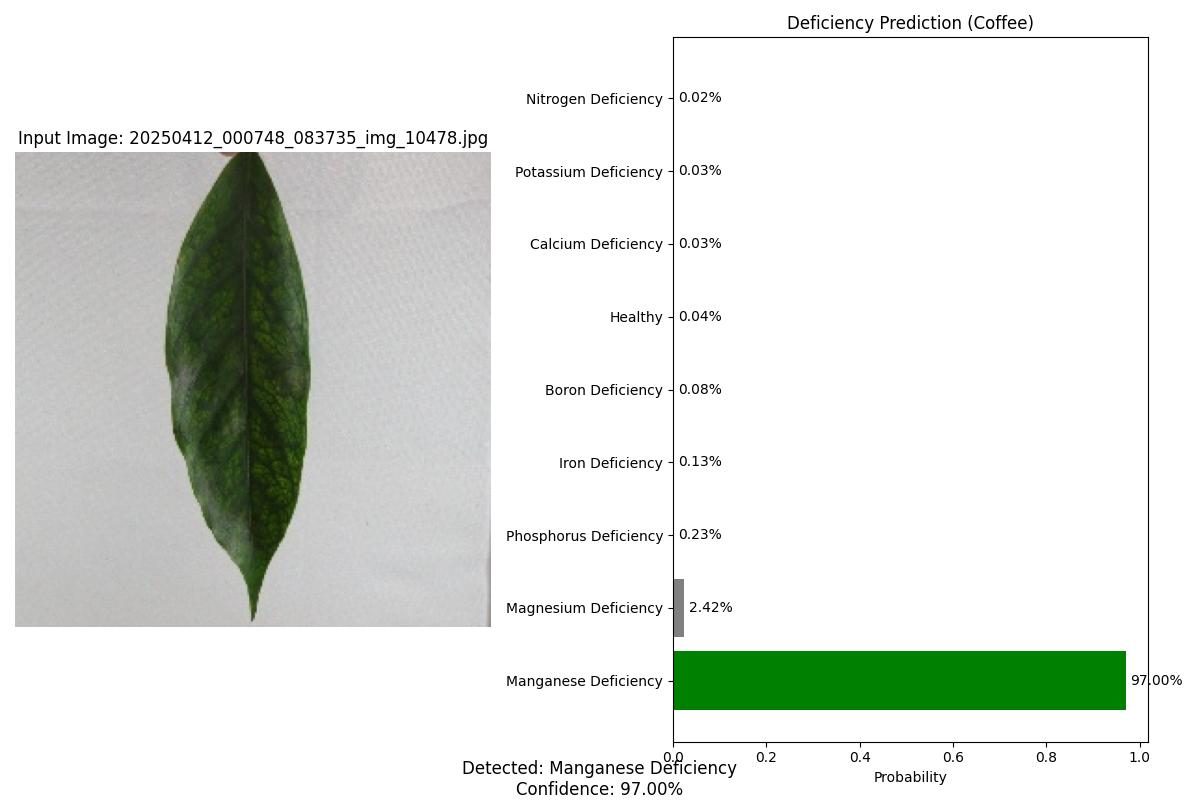 Deficiency Prediction (Coffee)
Input Image: 20250412_000748_083735_img_10478.jpg
Nitrogen Deficiency 0.02%
Potassium Deficiency 0.03%
Calcium Deficiency 0.03%
Healthy 0.04%
Boron Deficiency 0.08%
Iron Deficiency 0.13%
Phosphorus Deficiency 0.23%
Magnesium Deficiency 2.42%
Manganese Deficiency 97.00%
0.0 0.2 0.4 0.6 0.8 1.0
Probability
Detected: Manganese Deficiency
Confidence: 97.00%